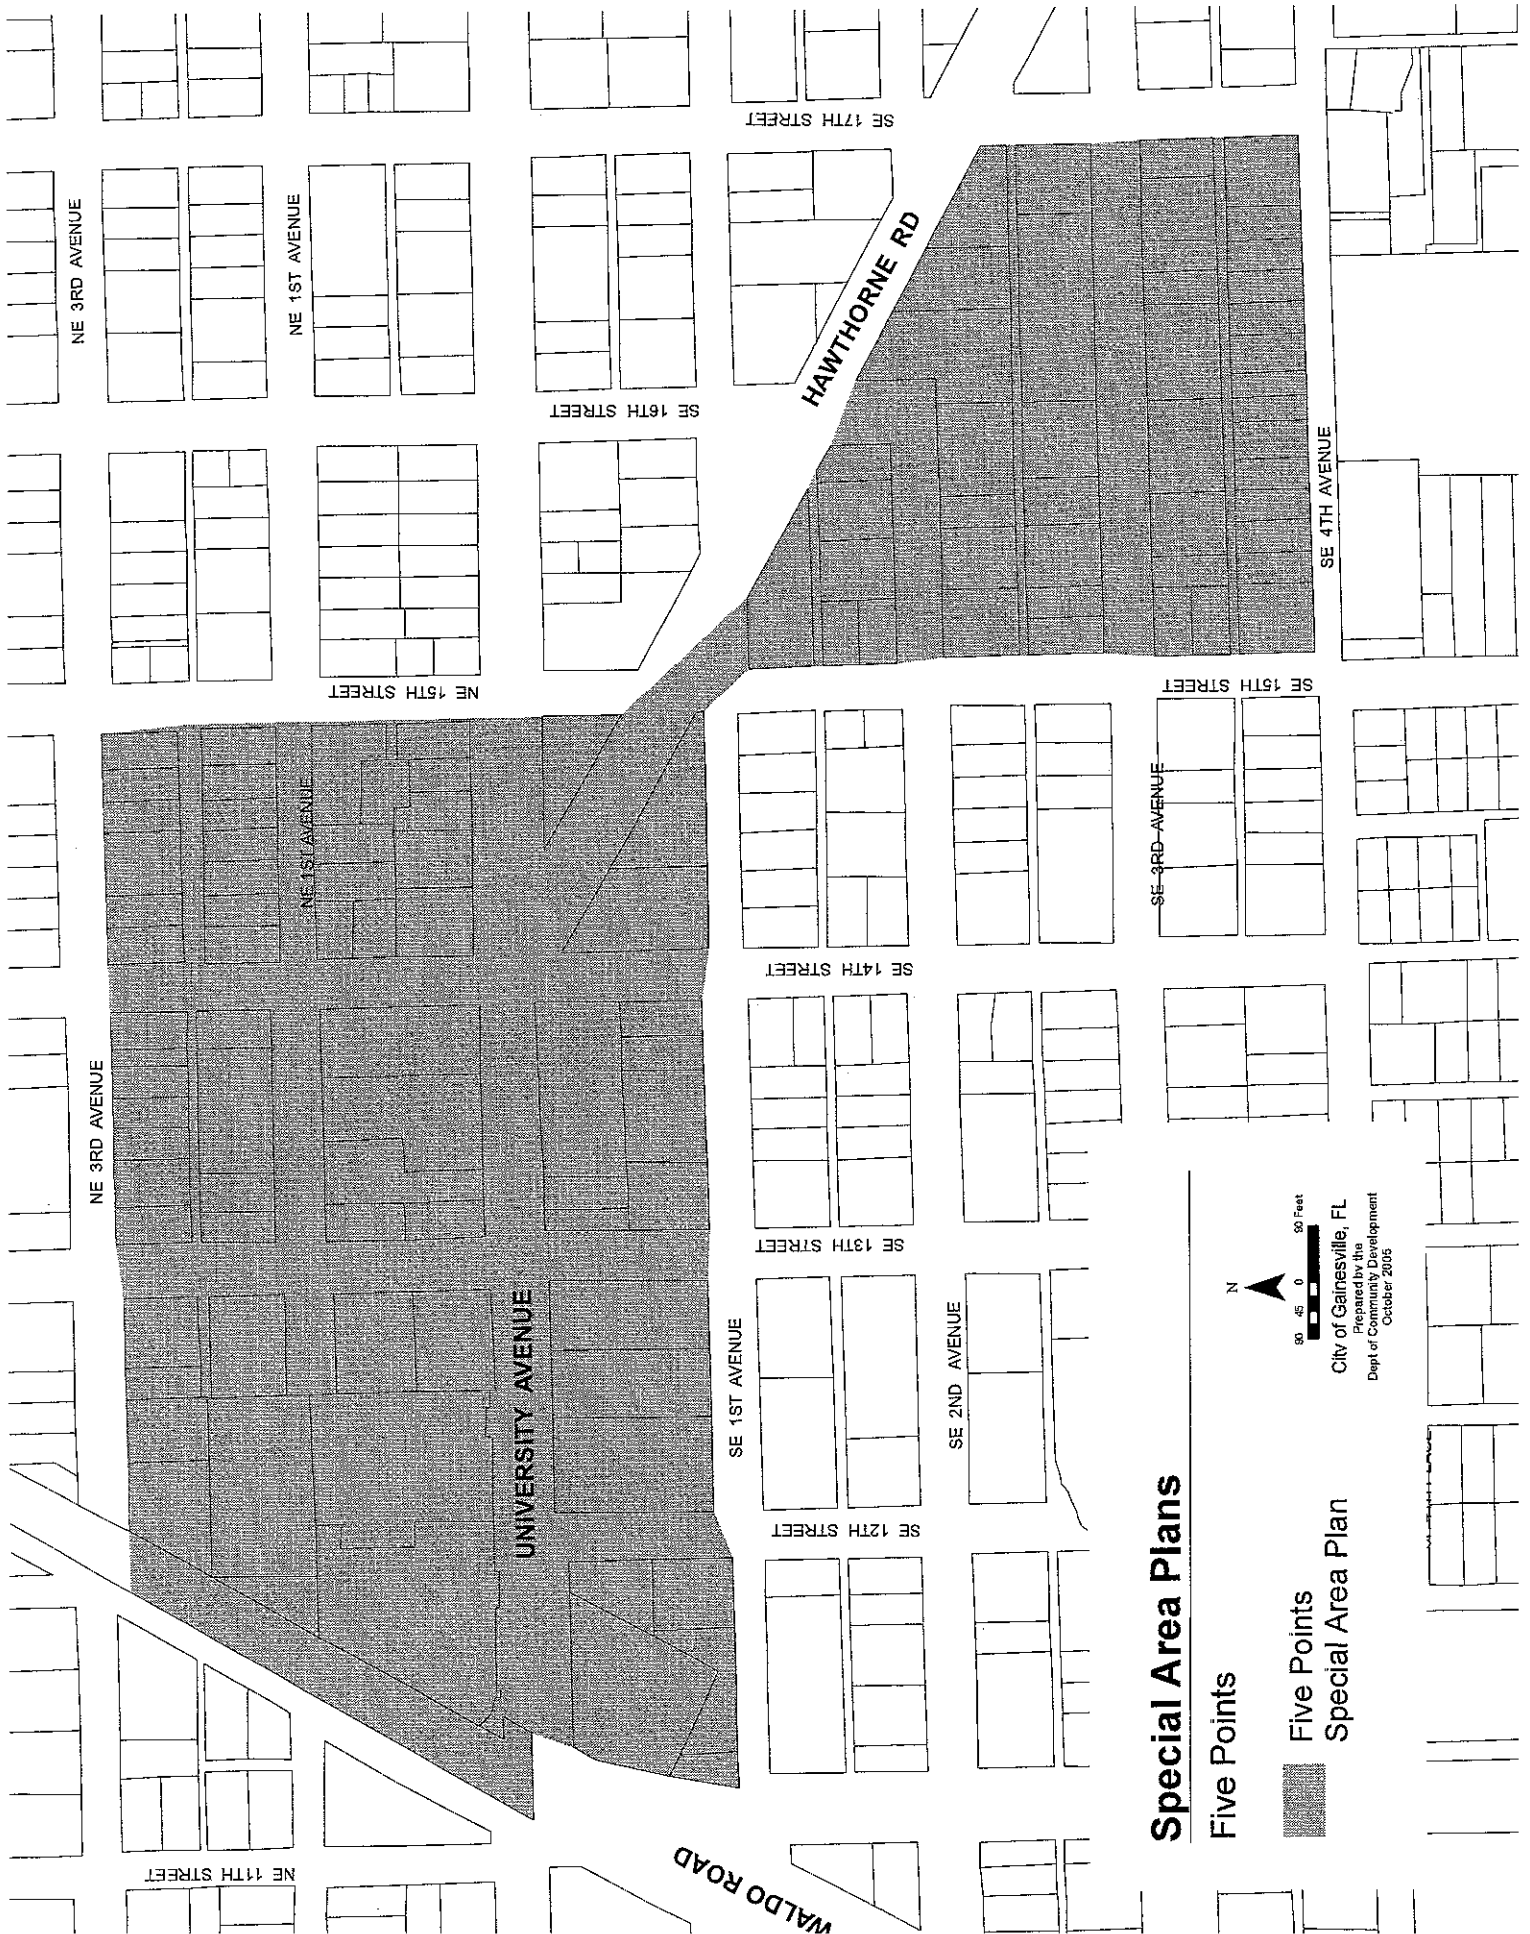 NE 3RD AVENUE
NE 3RD AVENUE
NE 1ST AVENUE
NE 1ST AVENUE
NE 11TH STREET
NE 15TH STREET
SE 16TH STREET
SE 17TH STREET
UNIVERSITY AVENUE
HAWTHORNE RD
WALDO ROAD
SE 1ST AVENUE
SE 12TH STREET
SE 13TH STREET
SE 14TH STREET
SE 15TH STREET
SE 2ND AVENUE
SE 3RD AVENUE
SE 4TH AVENUE
Special Area Plans
Five Points
Five Points
Special Area Plan
N
90 45 0 90 Feet
City of Gainesville, FL
Prepared by the
Dept of Community Development
October 2005